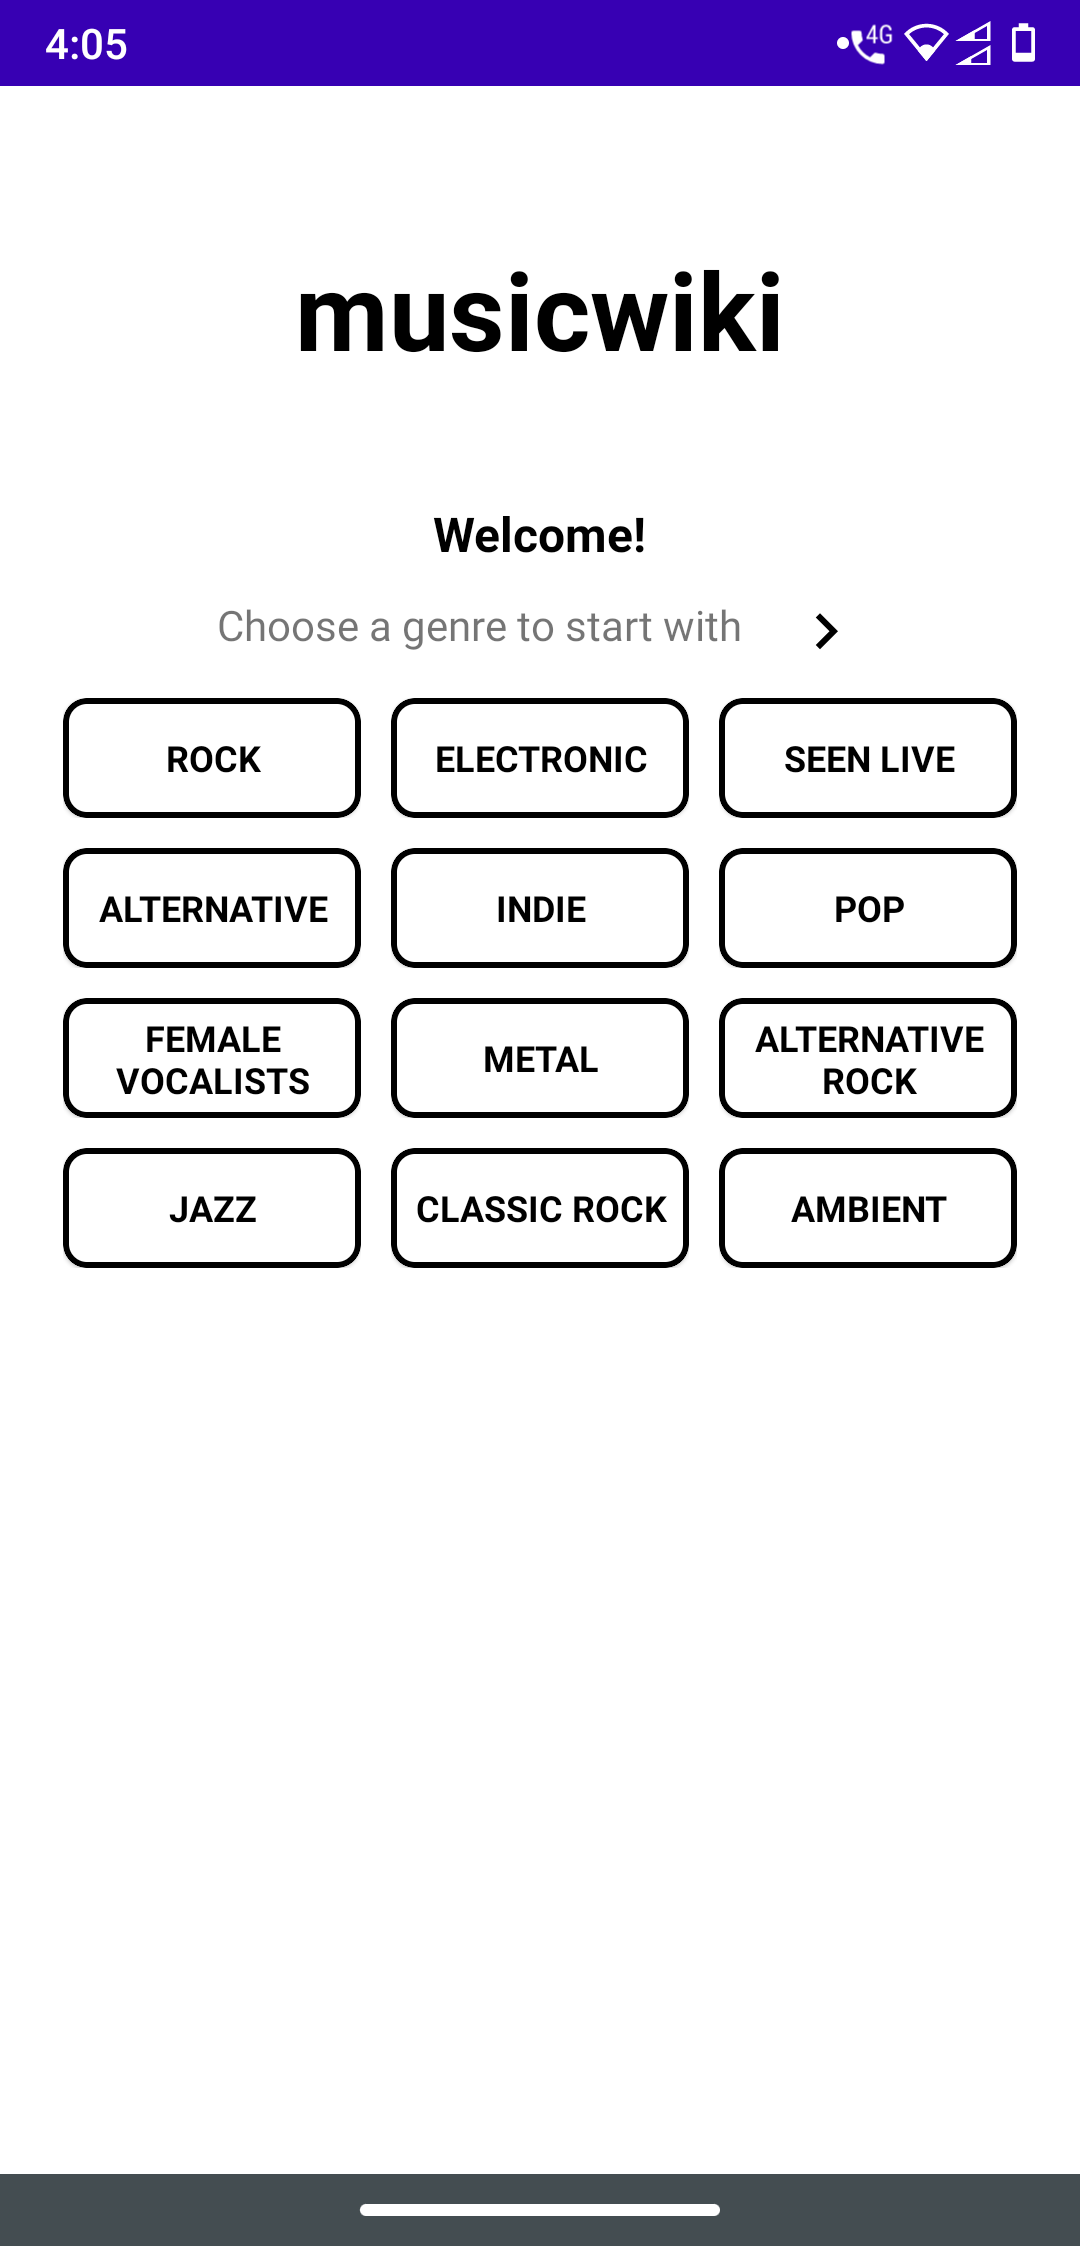 4:05
4G
musicwiki
Welcome!
Choose a genre to start with
ROCK
ELECTRONIC
SEEN LIVE
ALTERNATIVE
INDIE
POP
FEMALE
VOCALISTS
METAL
ALTERNATIVE
ROCK
JAZZ
CLASSIC ROCK
AMBIENT